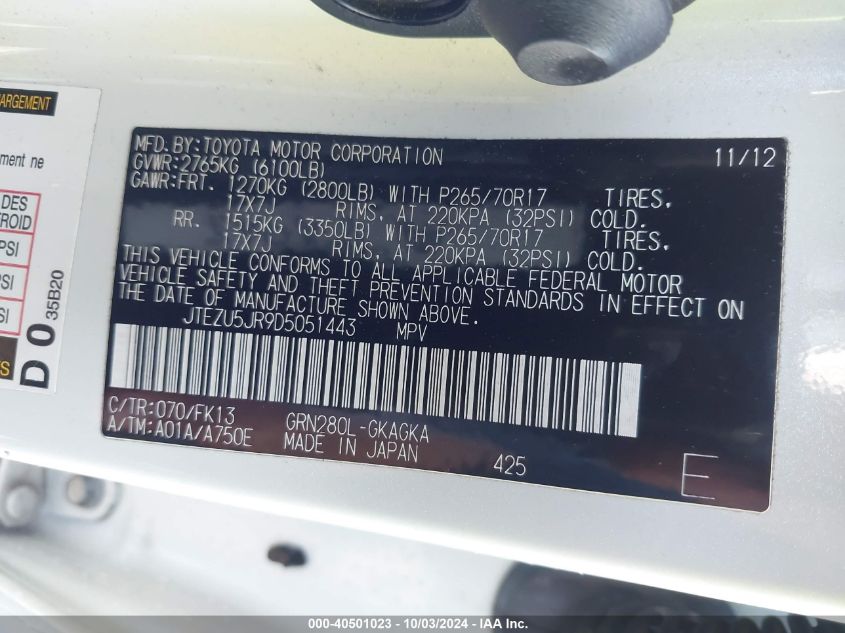 HARGEMENT
ement ne
DES
ROID
PSI
PSI
PSI
S
D 0 35B20
MFD.BY:TOYOTA MOTOR CORPORATION 11/12
GVWR:2765KG (6100LB)
GAWR:FRT. 1270KG (2800LB) WITH P265/70R17 TIRES,
17X7J RIMS, AT 220KPA (32PSI) COLD.
RR. 1515KG (3350LB) WITH P265/70R17 TIRES,
17X7J RIMS, AT 220KPA (32PSI) COLD.
THIS VEHICLE CONFORMS TO ALL APPLICABLE FEDERAL MOTOR
VEHICLE SAFETY AND THEFT PREVENTION STANDARDS IN EFFECT ON
THE DATE OF MANUFACTURE SHOWN ABOVE.
JTEZU5JR9D5051443 MPV
C/TR:070/FK13 GRN280L-GKAGKA
A/TM:A01A/A750E MADE IN JAPAN 425 E
000-40501023 - 10/03/2024 - IAA Inc.